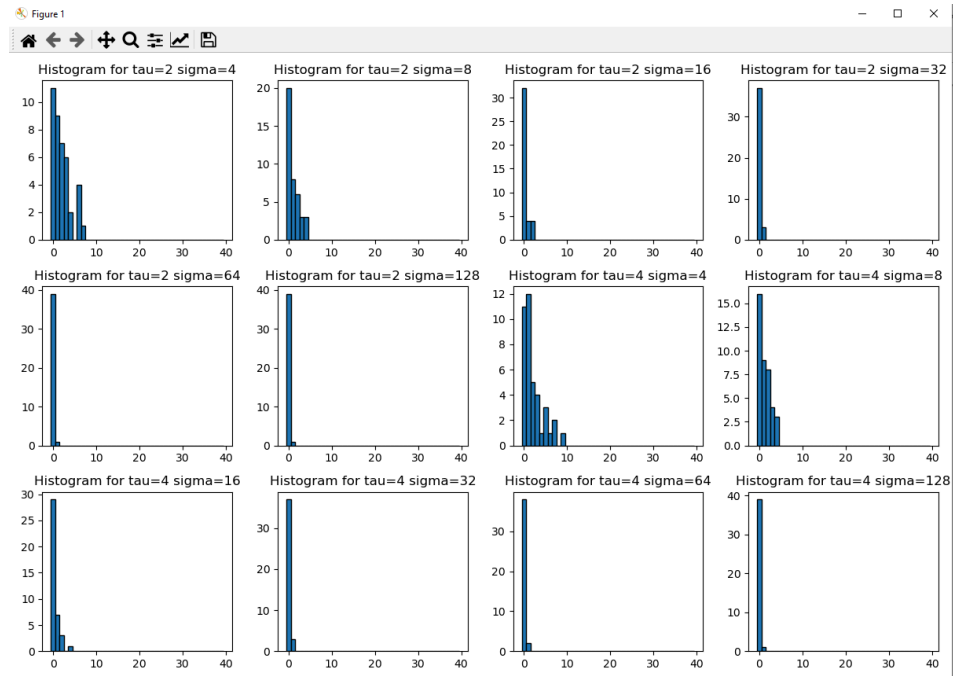 Figure 1
Histogram for tau=2 sigma=4
Histogram for tau=2 sigma=8
Histogram for tau=2 sigma=16
Histogram for tau=2 sigma=32
10
8
6
4
2
0
0 10 20 30 40
20
15
10
5
0
0 10 20 30 40
30
25
20
15
10
5
0
0 10 20 30 40
30
20
10
0
0 10 20 30 40
Histogram for tau=2 sigma=64
Histogram for tau=2 sigma=128
Histogram for tau=4 sigma=4
Histogram for tau=4 sigma=8
40
30
20
10
0
0 10 20 30 40
40
30
20
10
0
0 10 20 30 40
12
10
8
6
4
2
0
0 10 20 30 40
15.0
12.5
10.0
7.5
5.0
2.5
0.0
0 10 20 30 40
Histogram for tau=4 sigma=16
Histogram for tau=4 sigma=32
Histogram for tau=4 sigma=64
Histogram for tau=4 sigma=128
30
25
20
15
10
5
0
0 10 20 30 40
30
20
10
0
0 10 20 30 40
30
20
10
0
0 10 20 30 40
40
30
20
10
0
0 10 20 30 40